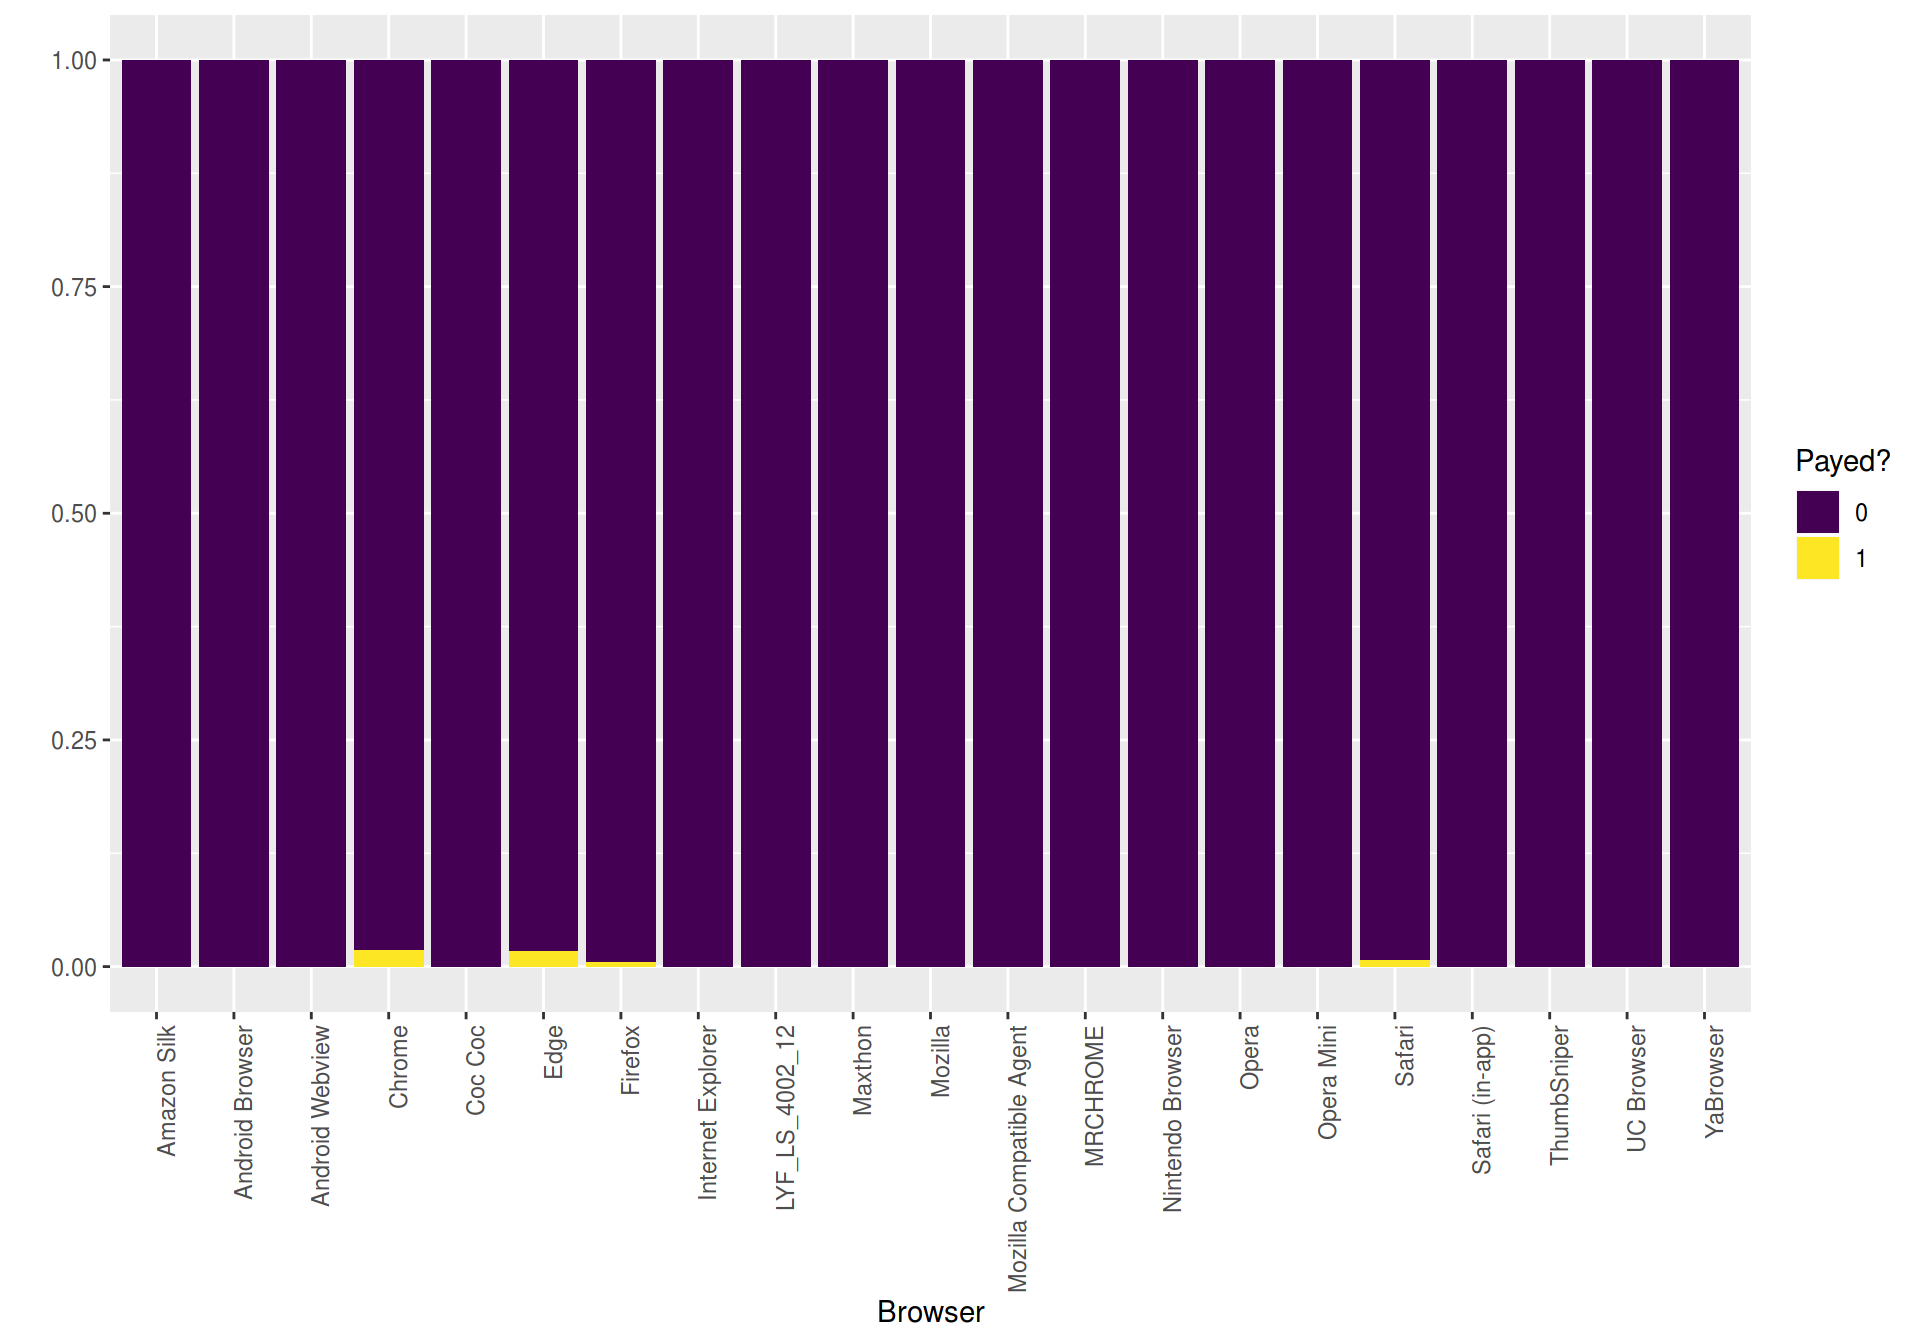 1.00
0.75
0.50
0.25
0.00
Amazon Silk
Android Browser
Android Webview
Chrome
Coc Coc
Edge
Firefox
Internet Explorer
LYF_LS_4002_12
Maxthon
Mozilla
Mozilla Compatible Agent
MRCHROME
Nintendo Browser
Opera
Opera Mini
Safari
Safari (in-app)
ThumbSniper
UC Browser
YaBrowser
Browser
Payed?
0
1